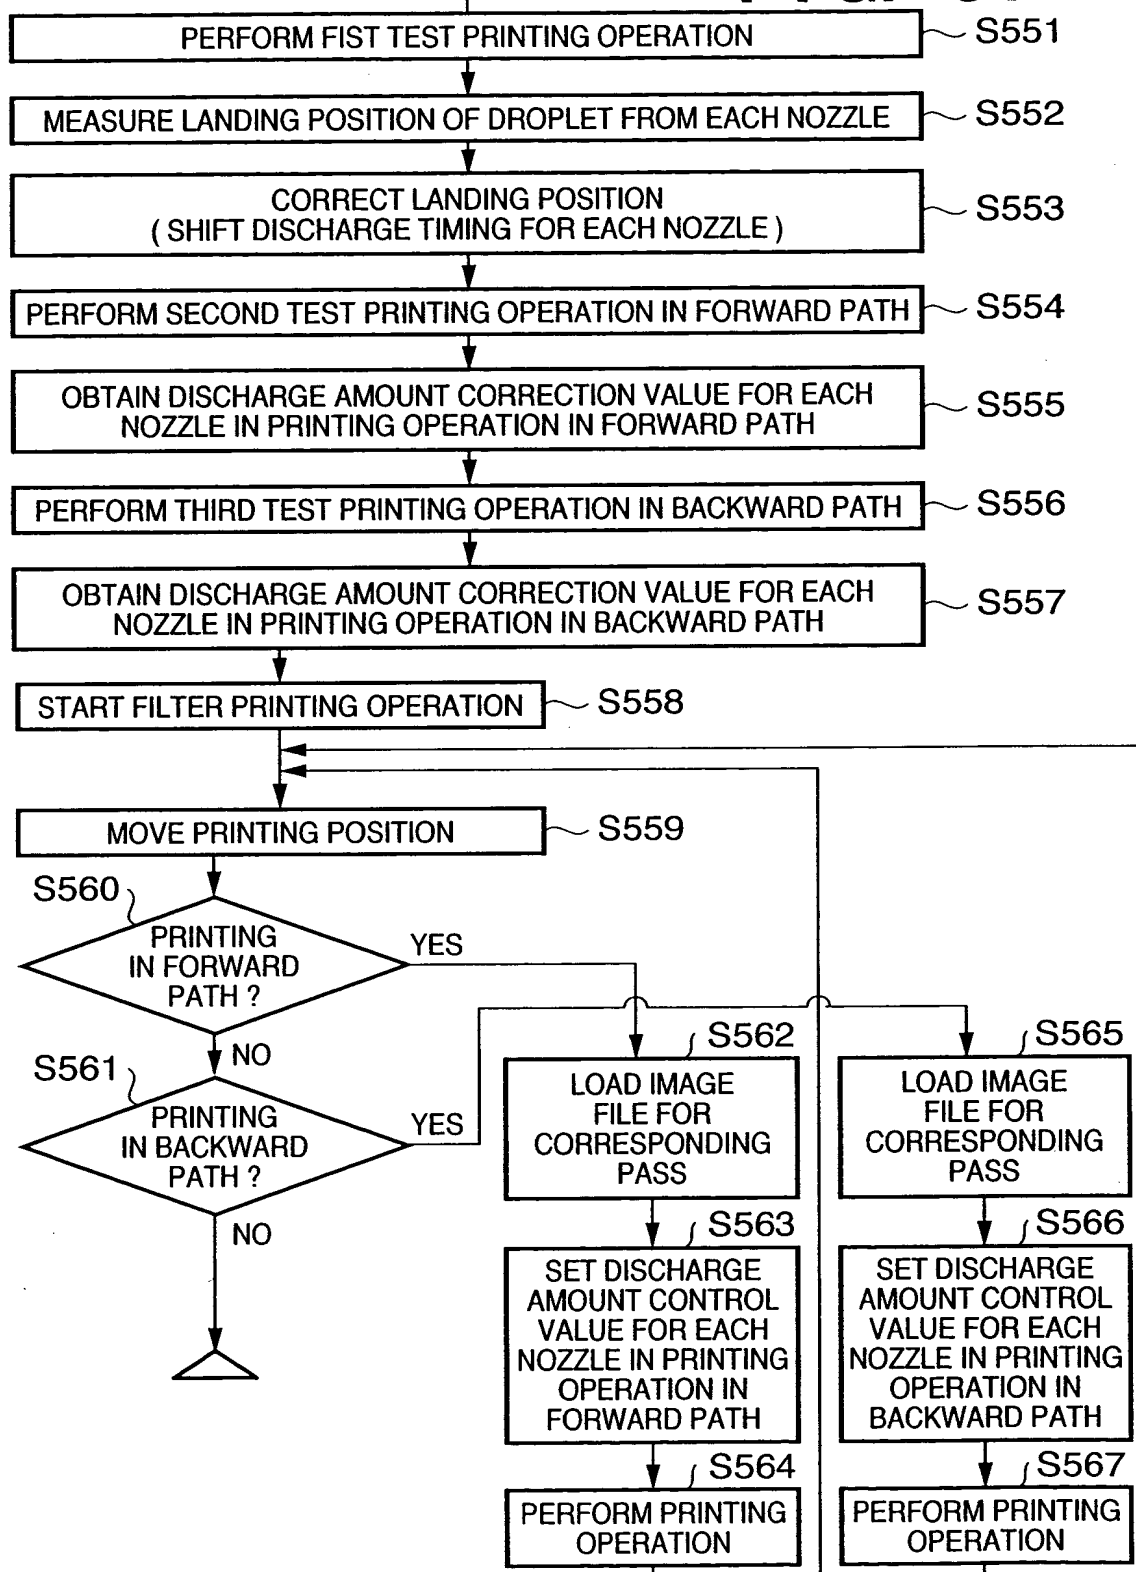 PERFORM FIST TEST PRINTING OPERATION
S551
MEASURE LANDING POSITION OF DROPLET FROM EACH NOZZLE
S552
CORRECT LANDING POSITION
( SHIFT DISCHARGE TIMING FOR EACH NOZZLE )
S553
PERFORM SECOND TEST PRINTING OPERATION IN FORWARD PATH
S554
OBTAIN DISCHARGE AMOUNT CORRECTION VALUE FOR EACH
NOZZLE IN PRINTING OPERATION IN FORWARD PATH
S555
PERFORM THIRD TEST PRINTING OPERATION IN BACKWARD PATH
S556
OBTAIN DISCHARGE AMOUNT CORRECTION VALUE FOR EACH
NOZZLE IN PRINTING OPERATION IN BACKWARD PATH
S557
START FILTER PRINTING OPERATION
S558
MOVE PRINTING POSITION
S559
S560
PRINTING
IN FORWARD
PATH ?
YES
NO
S561
PRINTING
IN BACKWARD
PATH ?
YES
NO
S562
LOAD IMAGE
FILE FOR
CORRESPONDING
PASS
S563
SET DISCHARGE
AMOUNT CONTROL
VALUE FOR EACH
NOZZLE IN PRINTING
OPERATION IN
FORWARD PATH
S564
PERFORM PRINTING
OPERATION
S565
LOAD IMAGE
FILE FOR
CORRESPONDING
PASS
S566
SET DISCHARGE
AMOUNT CONTROL
VALUE FOR EACH
NOZZLE IN PRINTING
OPERATION IN
BACKWARD PATH
S567
PERFORM PRINTING
OPERATION